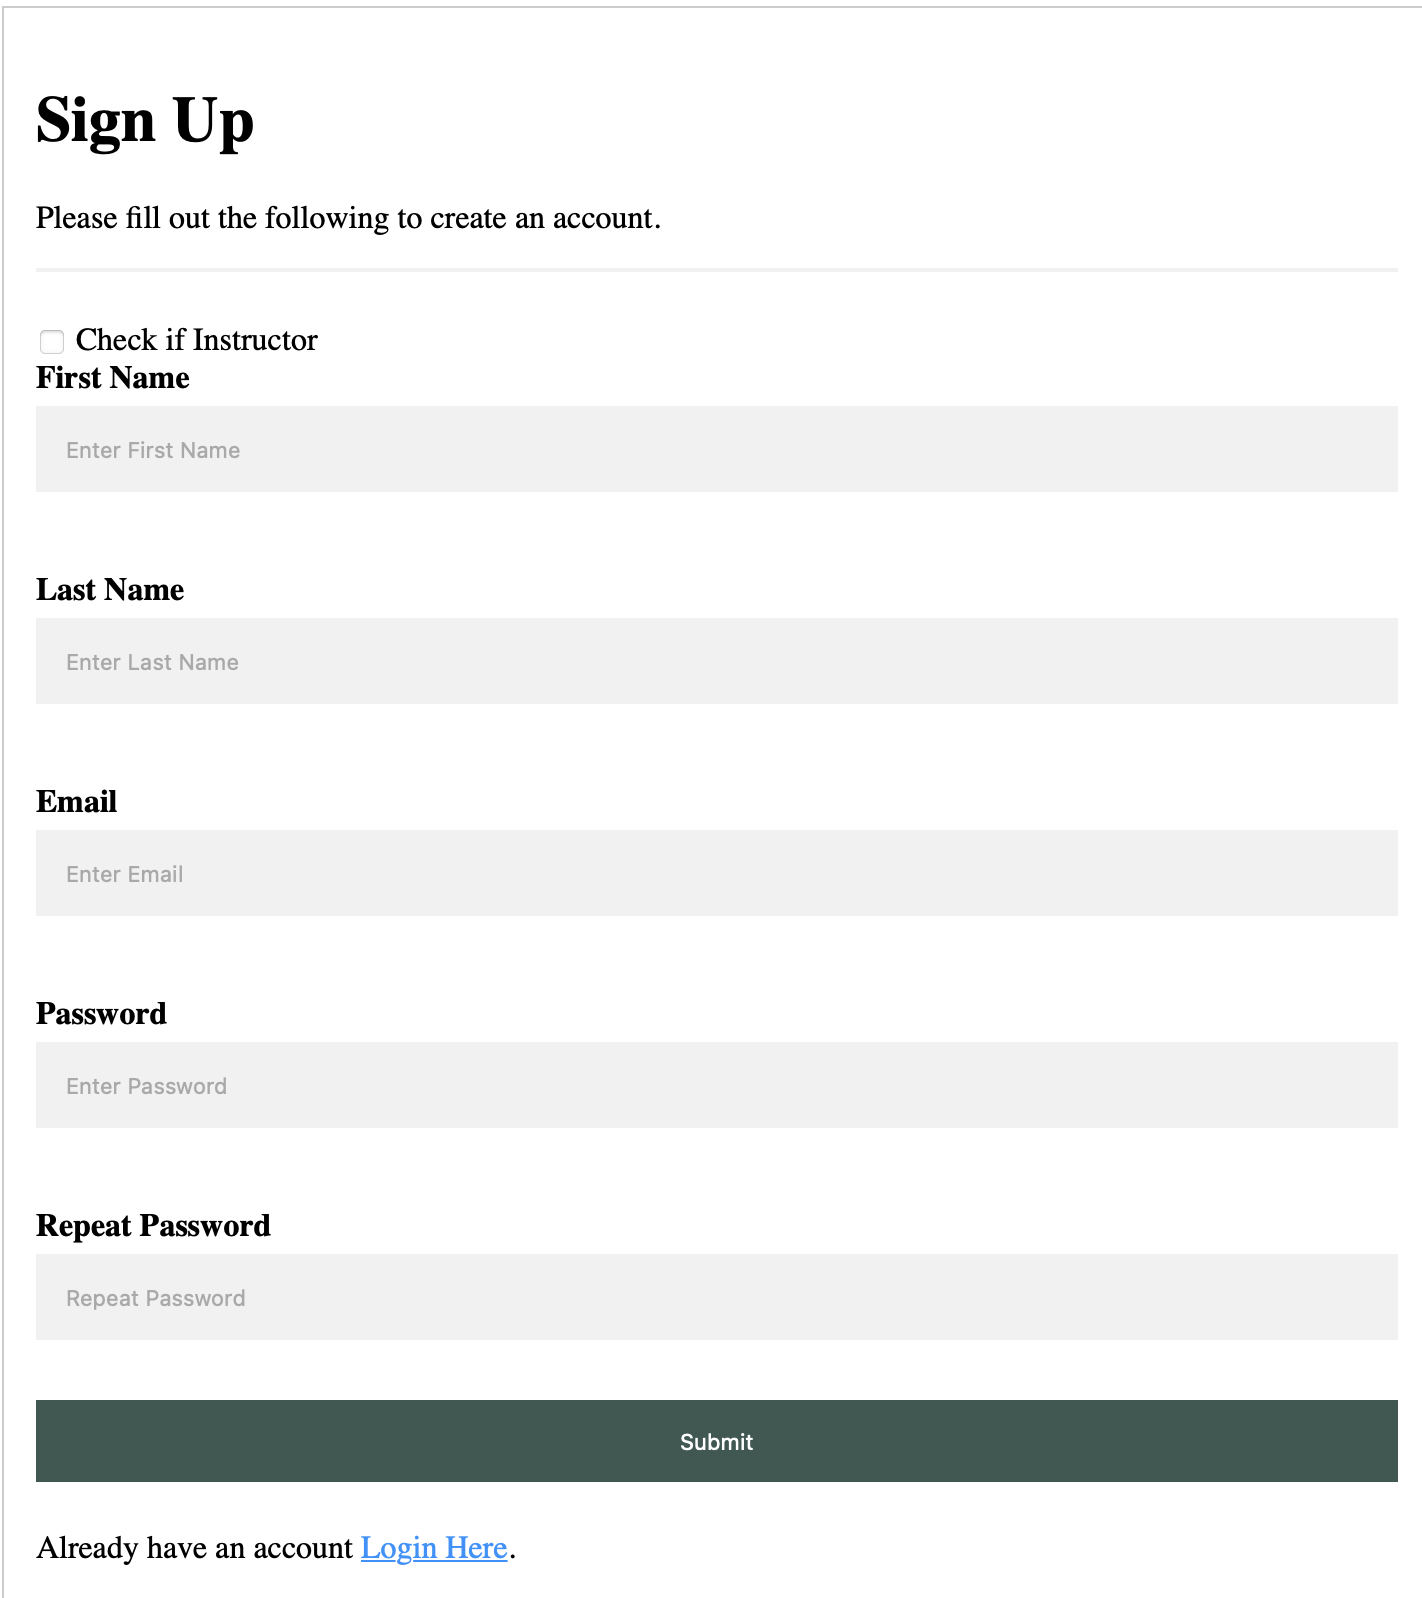 Sign Up
Please fill out the following to create an account.
Check if Instructor
First Name
Enter First Name
Last Name
Enter Last Name
Email
Enter Email
Password
Enter Password
Repeat Password
Repeat Password
Submit
Already have an account Login Here.